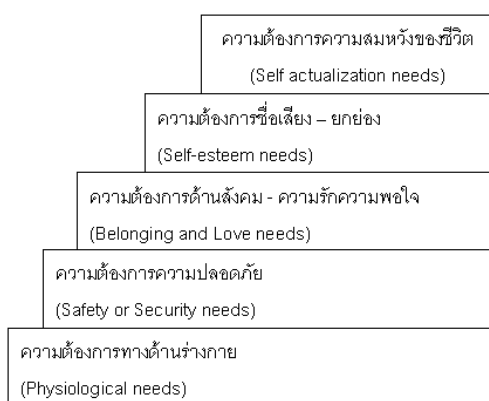 ความต้องการความสมหวังของชีวิต
(Self actualization needs)
ความต้องการชื่อเสียง – ยกย่อง
(Self-esteem needs)
ความต้องการด้านสังคม - ความรักความพอใจ
(Belonging and Love needs)
ความต้องการความปลอดภัย
(Safety or Security needs)
ความต้องการทางด้านร่างกาย
(Physiological needs)